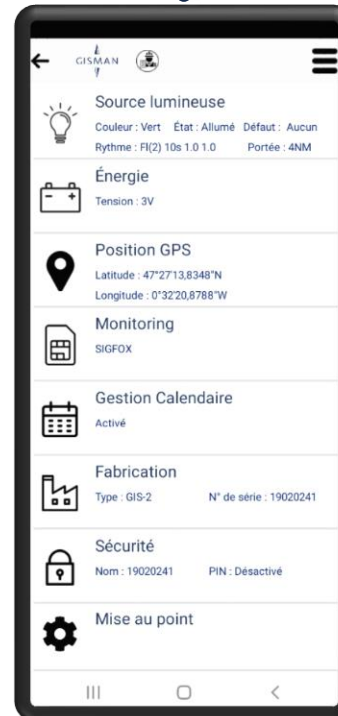 GISMAN
Source lumineuse
Couleur : Vert État : Allumé Défaut : Aucun
Rythme : Fl(2) 10s 1.0 1.0 Portée : 4NM
Énergie
Tension : 3V
Position GPS
Latitude : 47°27'13,8348"N
Longitude : 0°32'20,8788"W
Monitoring
SIGFOX
Gestion Calendaire
Activé
Fabrication
Type : GIS-2 N° de série : 19020241
Sécurité
Nom : 19020241 PIN : Désactivé
Mise au point